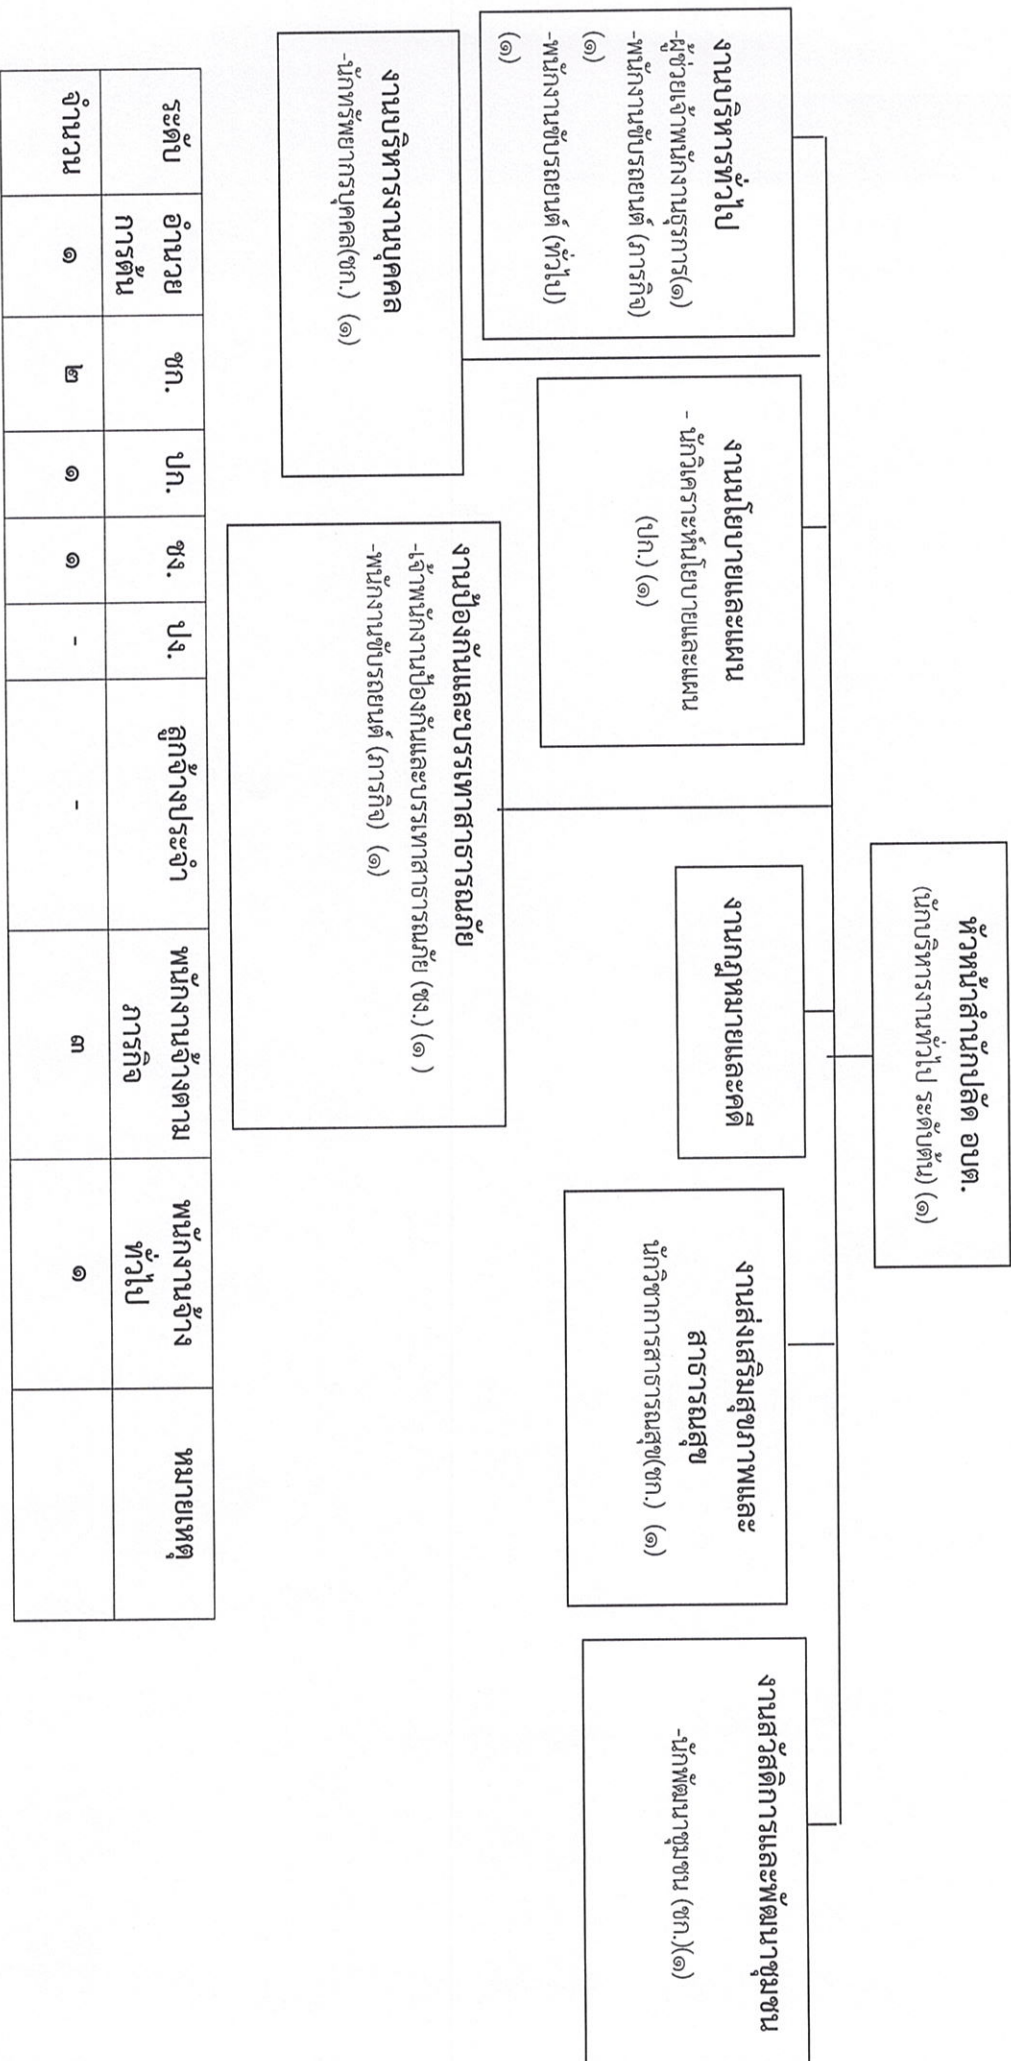 หัวหน้าสำนักปลัด อบต.
(นักบริหารงานทั่วไป ระดับต้น) (๑)
งานบริหารทั่วไป
-ผู้ช่วยเจ้าพนักงานธุรการ(๑)
-พนักงานขับรถยนต์ (ภารกิจ)
(๑)
-พนักงานขับรถยนต์ (ทั่วไป)
(๑)
งานนโยบายและแผน
- นักวิเคราะห์นโยบายและแผน
(ปก.) (๑)
งานกฎหมายและคดี
งานส่งเสริมสุขภาพและ
สาธารณสุข
นักวิชาการสาธารณสุข(ชก.) (๑)
งานสวัสดิการและพัฒนาชุมชน
-นักพัฒนาชุมชน (ชก.)(๑)
งานบริหารงานบุคคล
-นักทรัพยากรบุคคล(ชก.) (๑)
งานป้องกันและบรรเทาสาธารณภัย
-เจ้าพนักงานป้องกันและบรรเทาสาธารณภัย (ชง.) (๑ )
-พนักงานขับรถยนต์ (ภารกิจ) (๑)
ระดับ อำนวยการต้น ชก. ปก. ชง. ปง. ลูกจ้างประจำ พนักงานจ้างตามภารกิจ พนักงานจ้างทั่วไป หมายเหตุ
จำนวน ๑ ๒ ๑ ๑ - - ๓ ๑